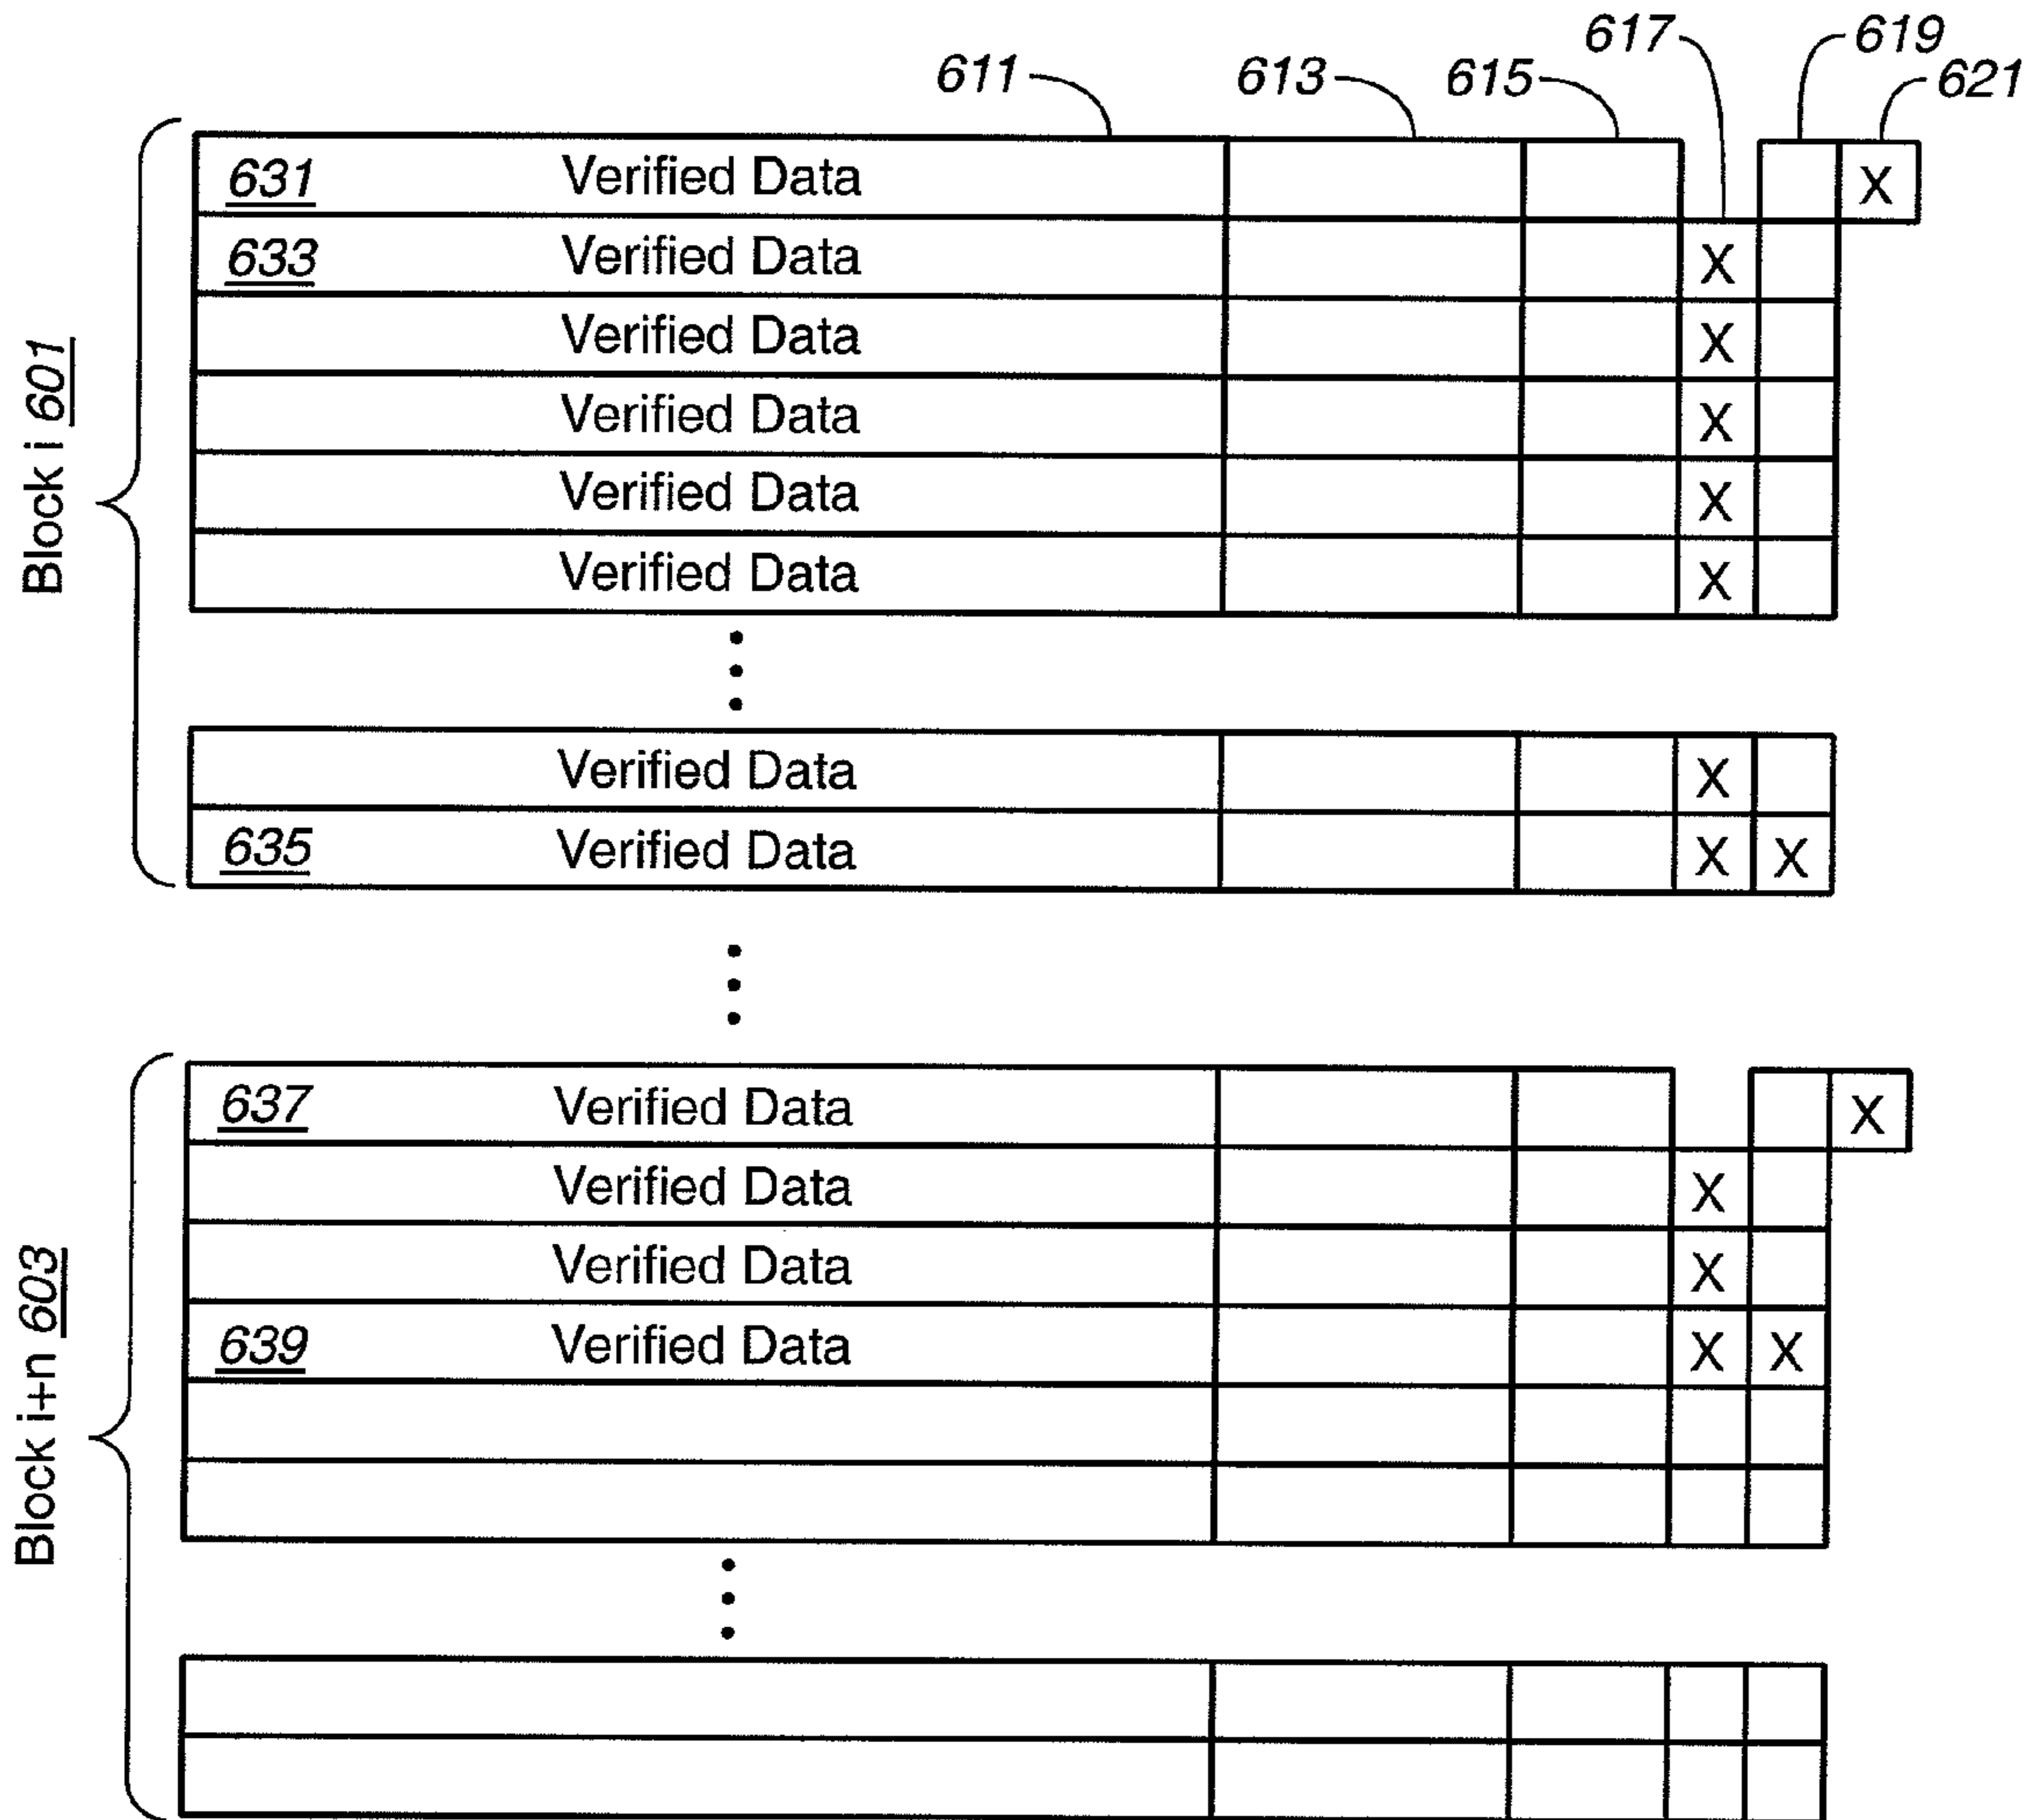 617
619
611
613
615
621
Block i 601
631 Verified Data X
633 Verified Data X
Verified Data X
Verified Data X
Verified Data X
Verified Data X
Verified Data X
635 Verified Data X X
Block i+n 603
637 Verified Data X
Verified Data X
Verified Data X
639 Verified Data X X